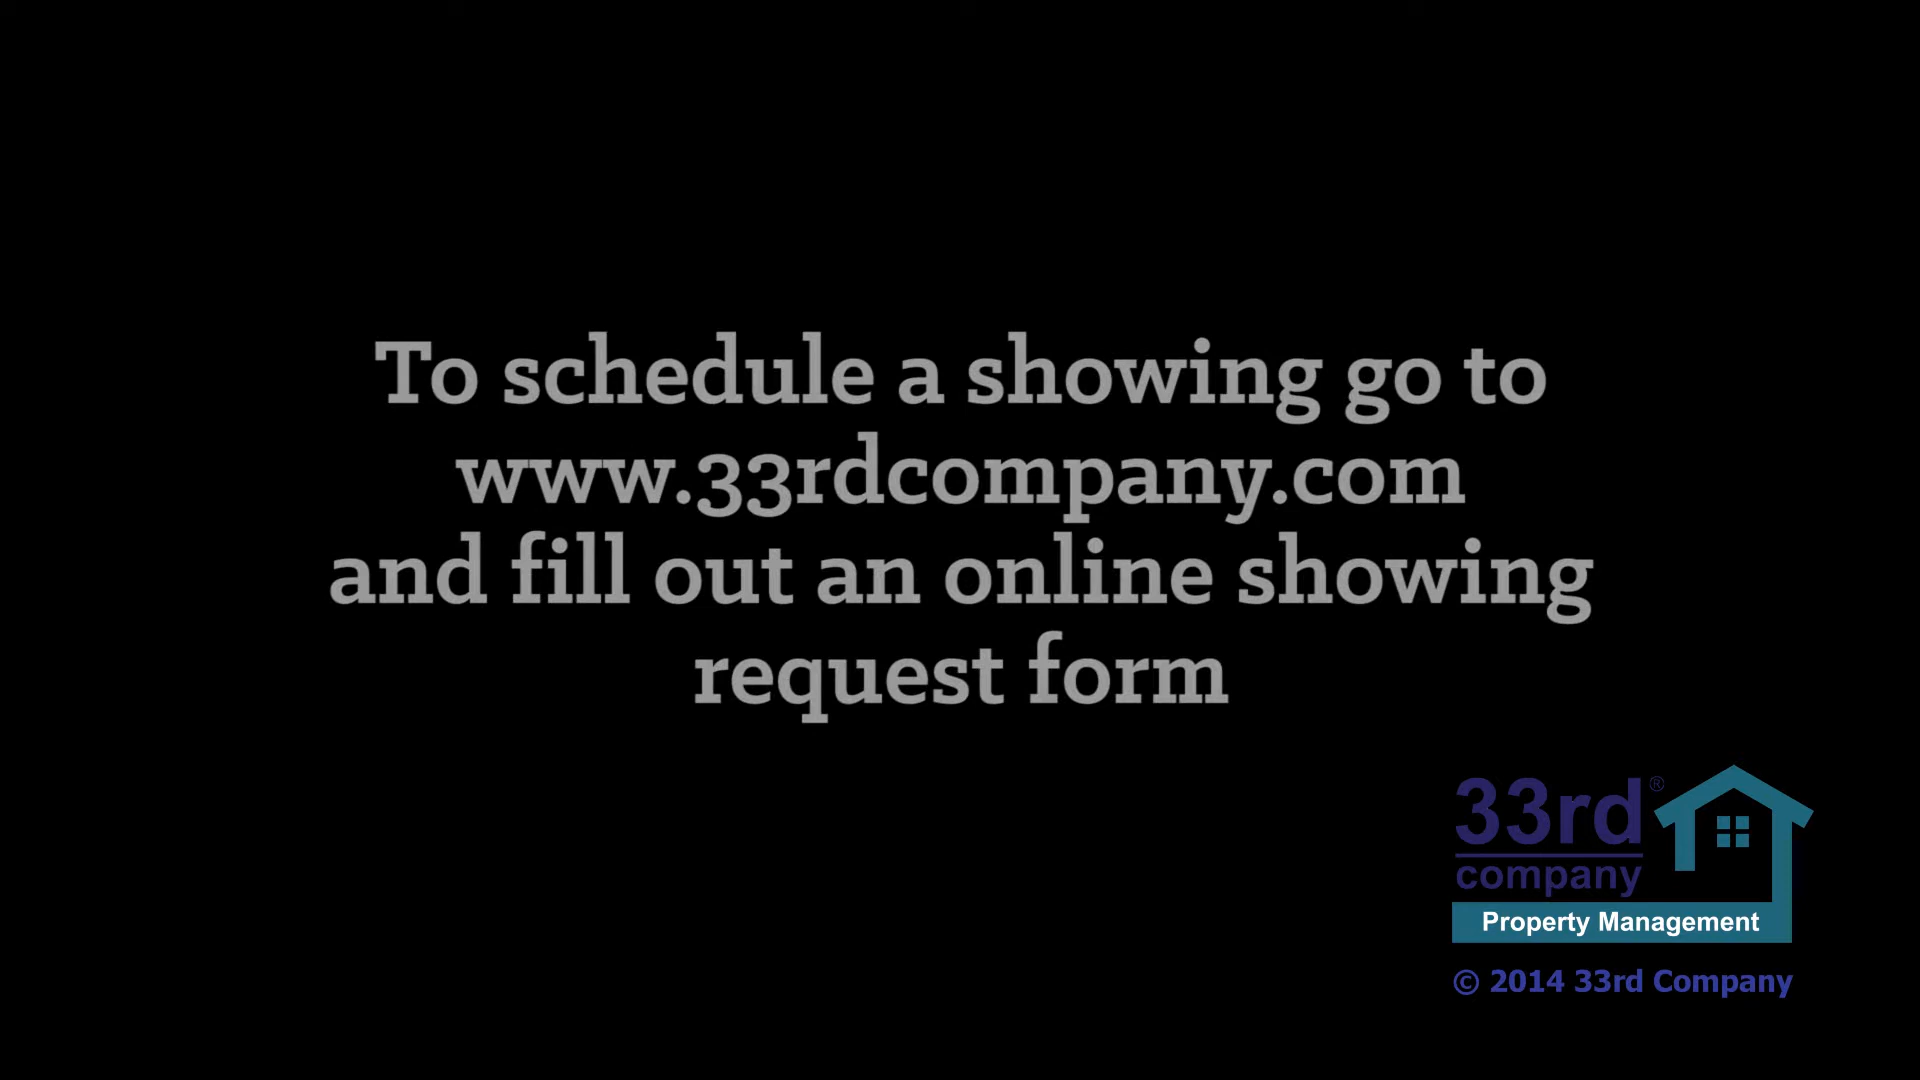 To schedule a showing go to
www.33rdcompany.com
and fill out an online showing
request form
33rd®
company
Property Management
© 2014 33rd Company